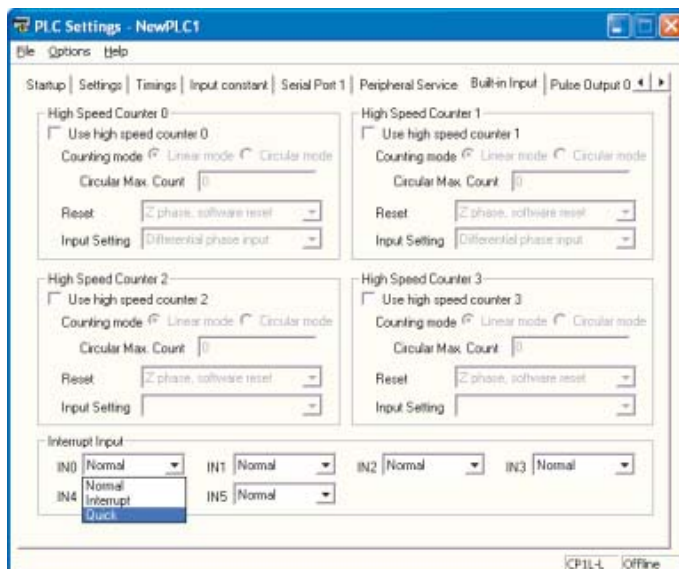 PLC Settings - NewPLC1
File Options Help
Startup Settings Timings Input constant Serial Port 1 Peripheral Service Built-in Input Pulse Output 0
High Speed Counter 0
Use high speed counter 0
Counting mode Linear mode Circular mode
Circular Max. Count 0
Reset Z phase, software reset
Input Setting Differential phase input
High Speed Counter 1
Use high speed counter 1
Counting mode Linear mode Circular mode
Circular Max. Count 0
Reset Z phase, software reset
Input Setting Differential phase input
High Speed Counter 2
Use high speed counter 2
Counting mode Linear mode Circular mode
Circular Max. Count 0
Reset Z phase, software reset
Input Setting
High Speed Counter 3
Use high speed counter 3
Counting mode Linear mode Circular mode
Circular Max. Count 0
Reset Z phase, software reset
Input Setting
Interrupt Input
IN0 Normal IN1 Normal IN2 Normal IN3 Normal
Normal
Interrupt
Quick
IN4 IN5 Normal
CP1L-L Offline